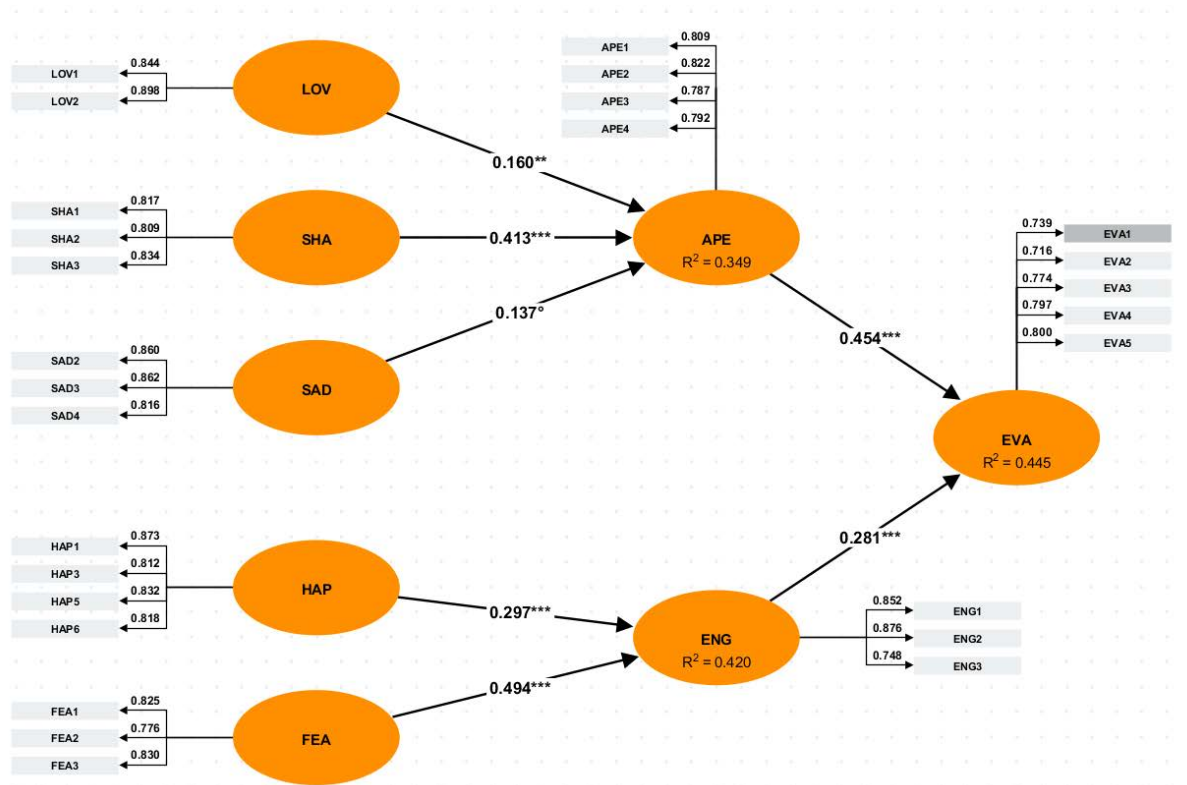 LOV1
0.844
LOV2
0.898
LOV
SHA1
0.817
SHA2
0.809
SHA3
0.834
SHA
SAD2
0.860
SAD3
0.862
SAD4
0.816
SAD
HAP1
0.873
HAP3
0.812
HAP5
0.832
HAP6
0.818
HAP
FEA1
0.825
FEA2
0.776
FEA3
0.830
FEA
0.160**
0.413***
0.137°
0.297***
0.494***
APE1
0.809
APE2
0.822
APE3
0.787
APE4
0.792
APE
R² = 0.349
ENG
R² = 0.420
0.852
ENG1
0.876
ENG2
0.748
ENG3
0.454***
0.281***
0.739
EVA1
0.716
EVA2
0.774
EVA3
0.797
EVA4
0.800
EVA5
EVA
R² = 0.445